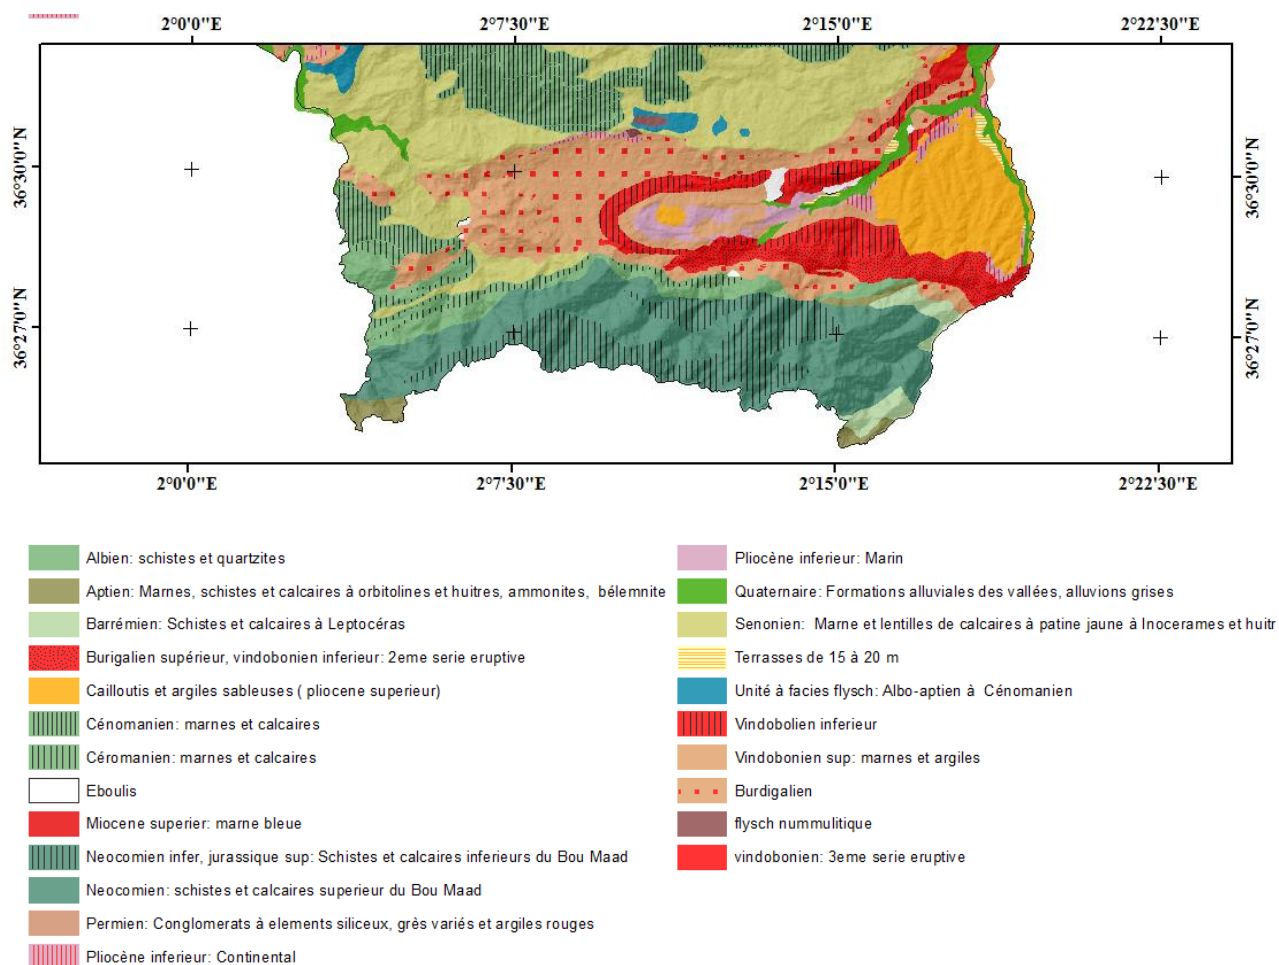 2°0'0"E 2°7'30"E 2°15'0"E 2°22'30"E
36°30'0"N 36°30'0"N
36°27'0"N 36°27'0"N
2°0'0"E 2°7'30"E 2°15'0"E 2°22'30"E
Albien: schistes et quartzites
Aptien: Marnes, schistes et calcaires à orbitolines et huitres, ammonites, bélemnite
Barrémien: Schistes et calcaires à Leptocéras
Burigalien supérieur, vindobonien inferieur: 2eme serie eruptive
Cailloutis et argiles sableuses ( pliocene superieur)
Cénomanien: marnes et calcaires
Céromanien: marnes et calcaires
Eboulis
Miocene superier: marne bleue
Neocomien infer, jurassique sup: Schistes et calcaires inferieurs du Bou Maad
Neocomien: schistes et calcaires superieur du Bou Maad
Permien: Conglomerats à elements siliceux, grès variés et argiles rouges
Pliocène inferieur: Continental
Pliocène inferieur: Marin
Quaternaire: Formations alluviales des vallées, alluvions grises
Senonien: Marne et lentilles de calcaires à patine jaune à Inocerames et huitr
Terrasses de 15 à 20 m
Unité à facies flysch: Albo-aptien à Cénomanien
Vindobolien inferieur
Vindobonien sup: marnes et argiles
Burdigalien
flysch nummulitique
vindobonien: 3eme serie eruptive